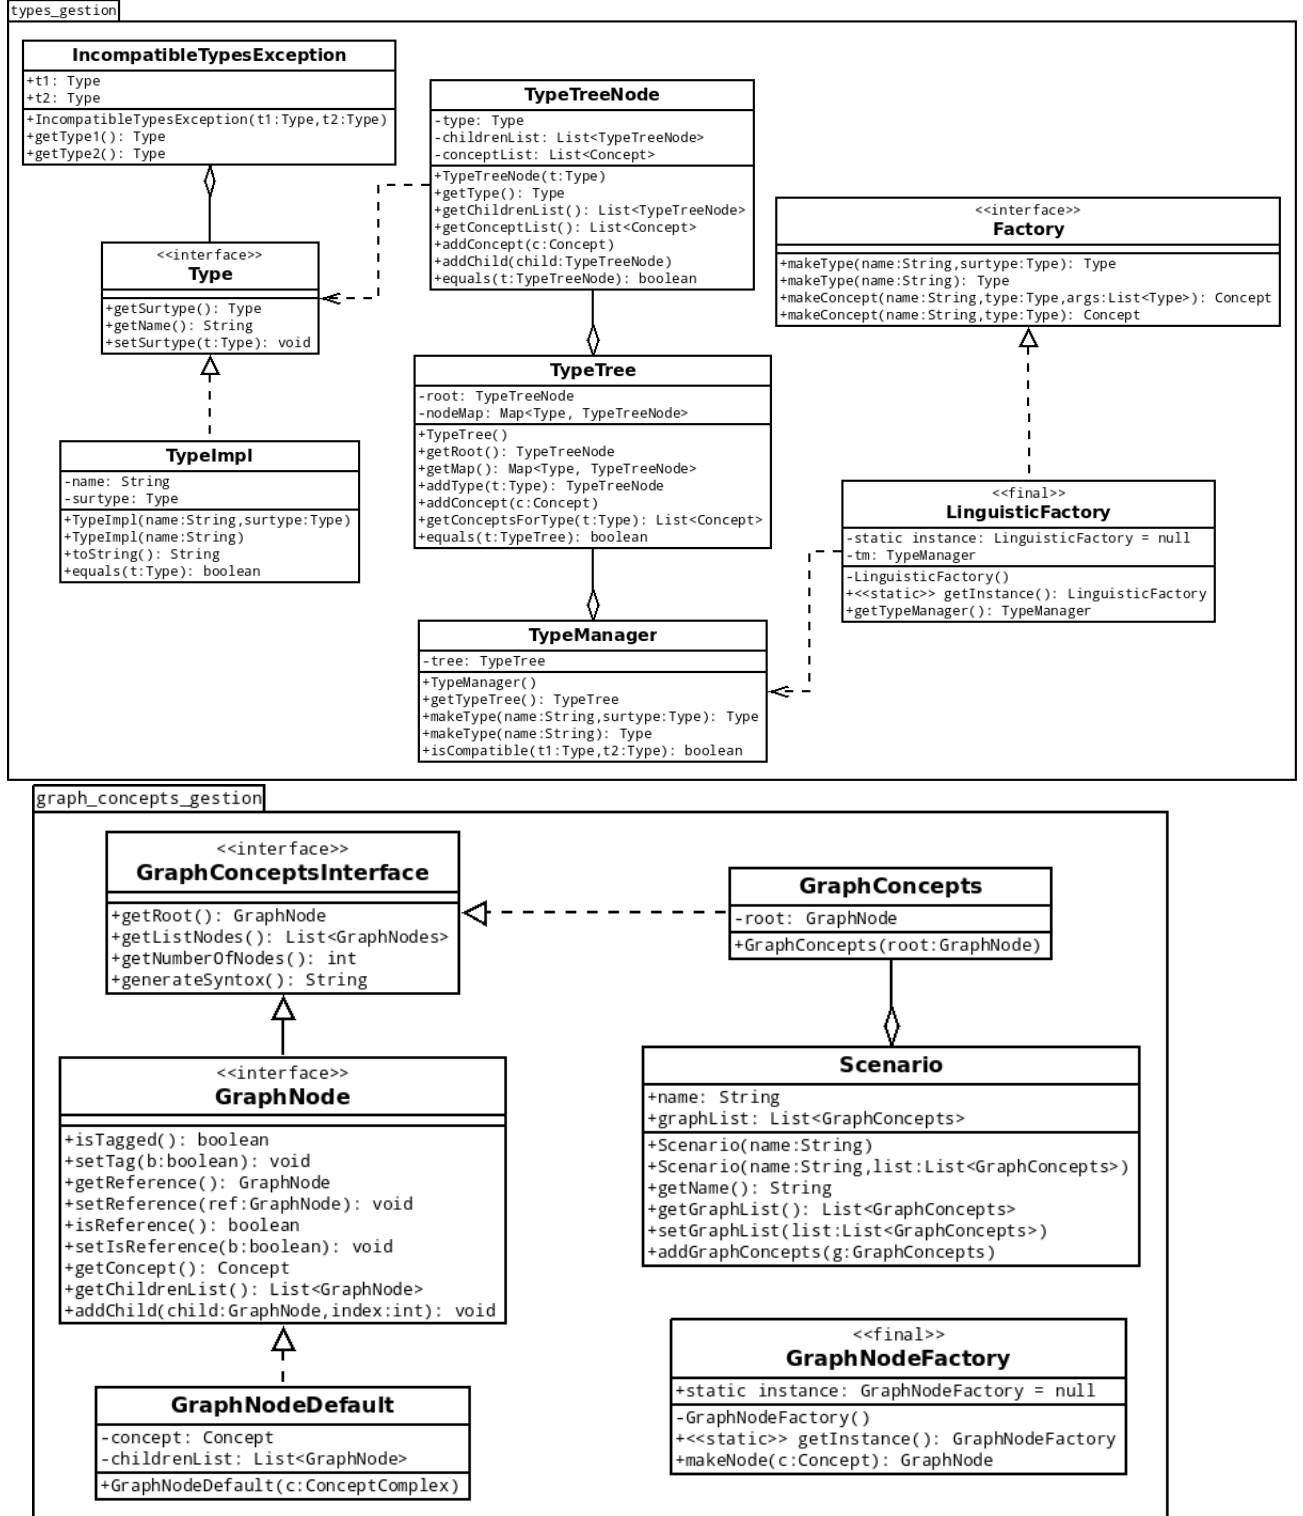 types_gestion
IncompatibleTypesException
+t1: Type
+t2: Type
+IncompatibleTypesException(t1:Type,t2:Type)
+getType1(): Type
+getType2(): Type
<<interface>>
Type
+getSurtype(): Type
+getName(): String
+setSurtype(t:Type): void
TypeImpl
-name: String
-surtype: Type
+TypeImpl(name:String,surtype:Type)
+TypeImpl(name:String)
+toString(): String
+equals(t:Type): boolean
TypeTreeNode
-type: Type
-childrenList: List<TypeTreeNode>
-conceptList: List<Concept>
+TypeTreeNode(t:Type)
+getType(): Type
+getChildrenList(): List<TypeTreeNode>
+getConceptList(): List<Concept>
+addConcept(c:Concept)
+addChild(child:TypeTreeNode)
+equals(t:TypeTreeNode): boolean
TypeTree
-root: TypeTreeNode
-nodeMap: Map<Type, TypeTreeNode>
+TypeTree()
+getRoot(): TypeTreeNode
+getMap(): Map<Type, TypeTreeNode>
+addType(t:Type): TypeTreeNode
+addConcept(c:Concept)
+getConceptsForType(t:Type): List<Concept>
+equals(t:TypeTree): boolean
TypeManager
-tree: TypeTree
+TypeManager()
+getTypeTree(): TypeTree
+makeType(name:String,surtype:Type): Type
+makeType(name:String): Type
+isCompatible(t1:Type,t2:Type): boolean
<<interface>>
Factory
+makeType(name:String,surtype:Type): Type
+makeType(name:String): Type
+makeConcept(name:String,type:Type,args:List<Type>): Concept
+makeConcept(name:String,type:Type): Concept
<<final>>
LinguisticFactory
-static instance: LinguisticFactory = null
-tm: TypeManager
-LinguisticFactory()
+<<static>> getInstance(): LinguisticFactory
+getTypeManager(): TypeManager
graph_concepts_gestion
<<interface>>
GraphConceptsInterface
+getRoot(): GraphNode
+getListNodes(): List<GraphNodes>
+getNumberOfNodes(): int
+generateSyntox(): String
<<interface>>
GraphNode
+isTagged(): boolean
+setTag(b:boolean): void
+getReference(): GraphNode
+setReference(ref:GraphNode): void
+isReference(): boolean
+setIsReference(b:boolean): void
+getConcept(): Concept
+getChildrenList(): List<GraphNode>
+addChild(child:GraphNode,index:int): void
GraphNodeDefault
-concept: Concept
-childrenList: List<GraphNode>
+GraphNodeDefault(c:ConceptComplex)
GraphConcepts
-root: GraphNode
+GraphConcepts(root:GraphNode)
Scenario
+name: String
+graphList: List<GraphConcepts>
+Scenario(name:String)
+Scenario(name:String,list:List<GraphConcepts>)
+getName(): String
+getGraphList(): List<GraphConcepts>
+setGraphList(list:List<GraphConcepts>)
+addGraphConcepts(g:GraphConcepts)
<<final>>
GraphNodeFactory
+static instance: GraphNodeFactory = null
-GraphNodeFactory()
+<<static>> getInstance(): GraphNodeFactory
+makeNode(c:Concept): GraphNode